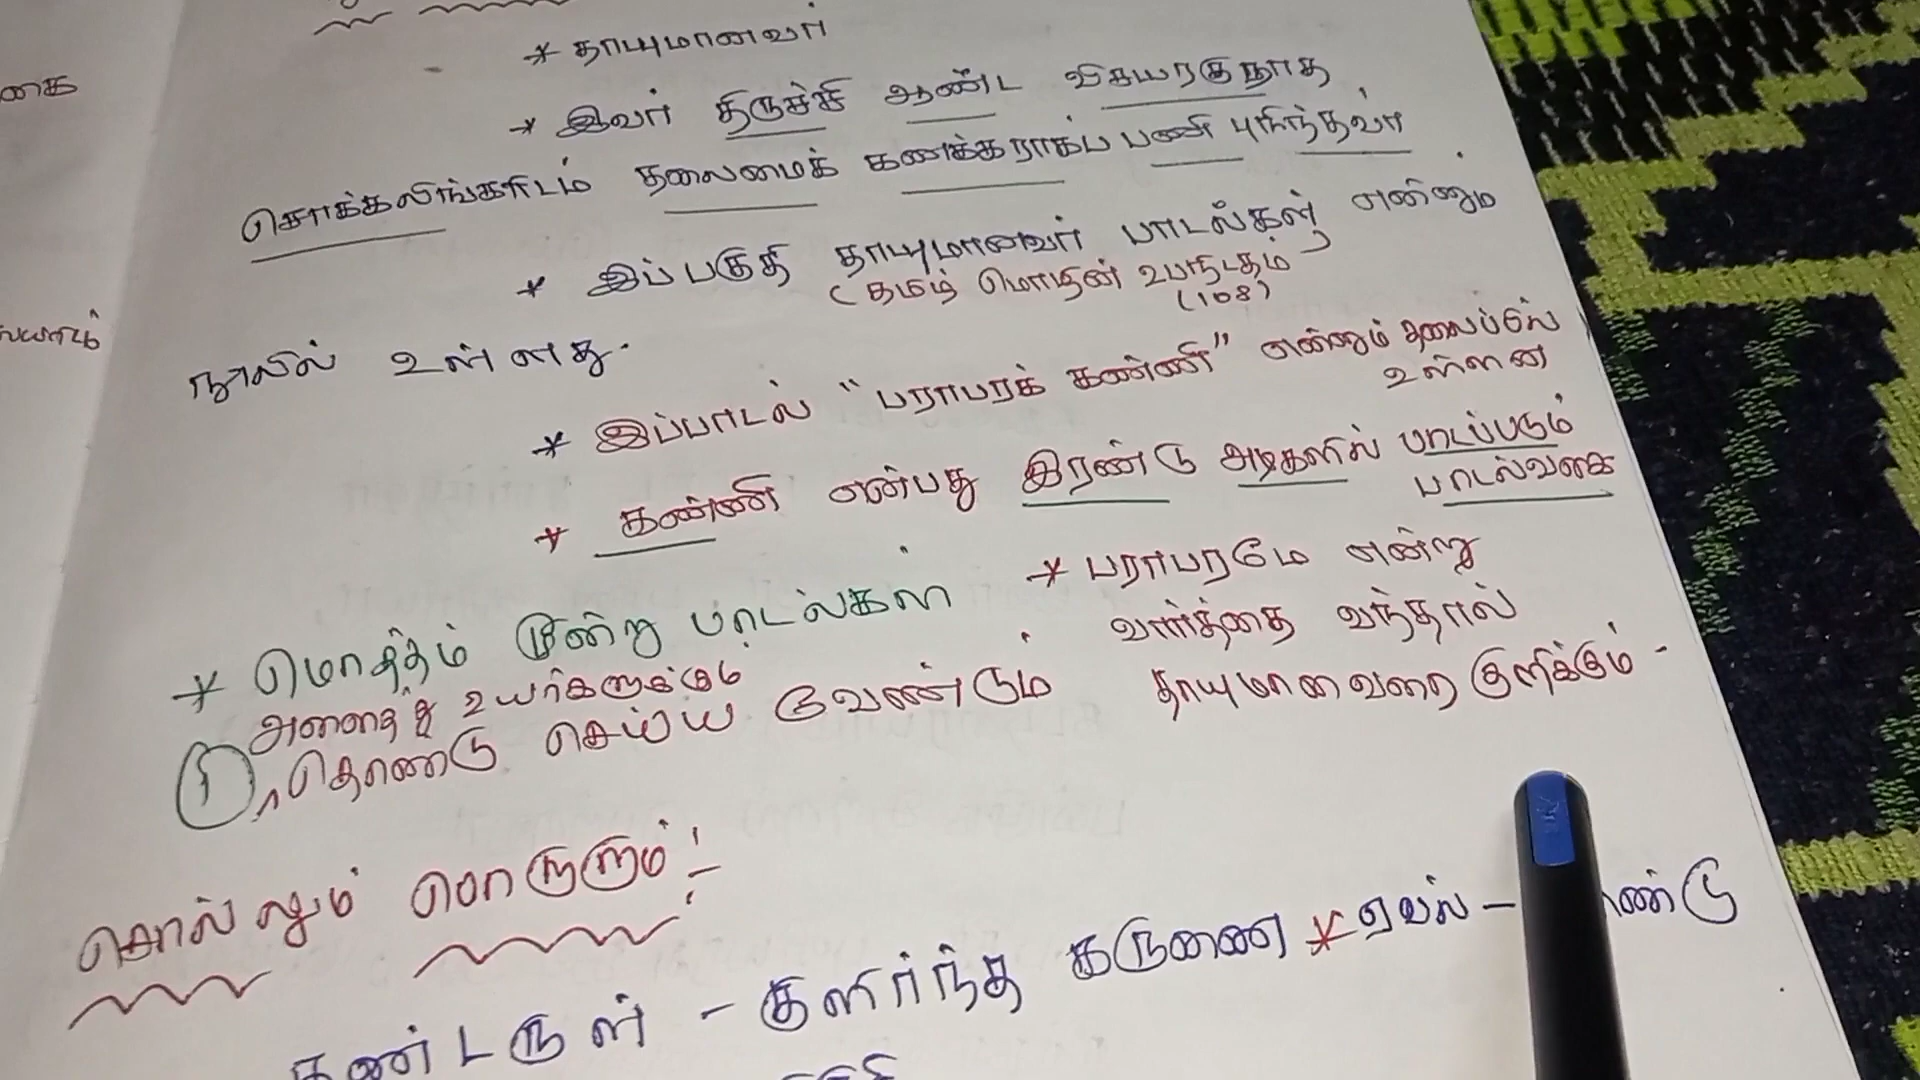 கை
* தாயுமானவர்
* இவர் திருச்சி ஆண்ட விசயரகுநாத
சொக்கலிங்கரிடம் தலைமைக் கணக்கராகப் பணி புரிந்தவர்
* இப்பகுதி தாயுமானவர் பாடல்கள் என்னும்
(தமிழ் மொழின் உபநிடதம்
(108)
நூலில் உள்ளது.
* இப்பாடல் "பராபரக் கண்ணி" என்னும் தலைப்பில்
உள்ளன
* கண்ணி என்பது இரண்டு அடிகளில் பாடப்படும்
பாடல்வகை
* மொத்தம் மூன்று பாடல்கள்
அனைத்து உயிர்களுக்கும்
① தொண்டு செய்ய வேண்டும்
* பராபரமே என்று
வார்த்தை வந்தால்
தாயுமானவரை குறிக்கும் -
சொல்லும் பொருளும் :-
தண்டருள் - குளிர்ந்த கருணை * ஏவல் - ண்டு